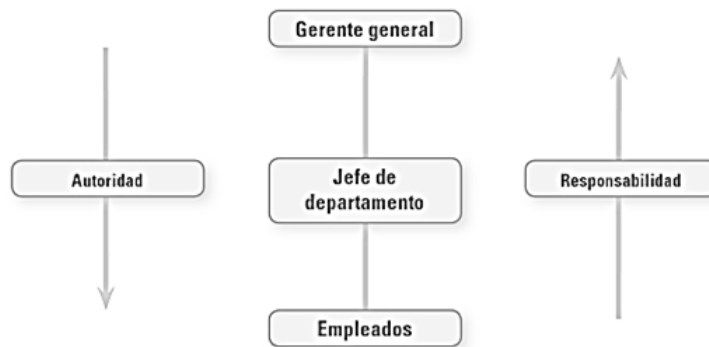 Gerente general
Autoridad
Jefe de
departamento
Responsabilidad
Empleados